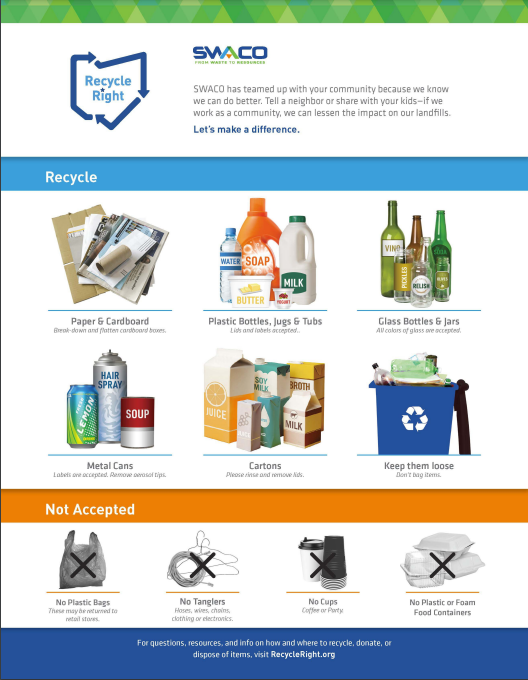 SWACO
FROM WASTE TO RESOURCES
Recycle
Right
SWACO has teamed up with your community because we know
we can do better. Tell a neighbor or share with your kids—if we
work as a community, we can lessen the impact on our landfills.
Let's make a difference.
Recycle
WATER
SOAP
MILK
BUTTER
YOGURT
VINO
PICKLES
RELISH
OLIVES
Paper & Cardboard
Break-down and flatten cardboard boxes.
Plastic Bottles, Jugs & Tubs
Lids and labels accepted.
Glass Bottles & Jars
All colors of glass are accepted.
LEMON
HAIR
SPRAY
SOUP
JUICE
SOY
MILK
BROTH
MILK
Metal Cans
Labels are accepted. Remove aerosol tips.
Cartons
Please rinse and remove lids.
Keep them loose
Don't bag items.
Not Accepted
No Plastic Bags
These may be returned to
retail stores.
No Tanglers
Hoses, wires, chains,
clothing or electronics.
No Cups
Coffee or Party.
No Plastic or Foam
Food Containers
For questions, resources, and info on how and where to recycle, donate, or
dispose of items, visit RecycleRight.org